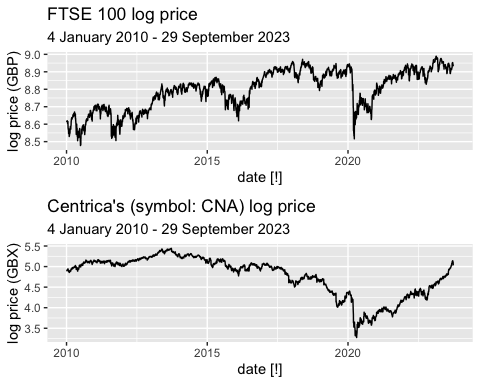 FTSE 100 log price
4 January 2010 - 29 September 2023
log price (GBP)
9.0
8.9
8.8
8.7
8.6
8.5
2010
2015
2020
date [!]
Centrica's (symbol: CNA) log price
4 January 2010 - 29 September 2023
log price (GBX)
5.5
5.0
4.5
4.0
3.5
2010
2015
2020
date [!]